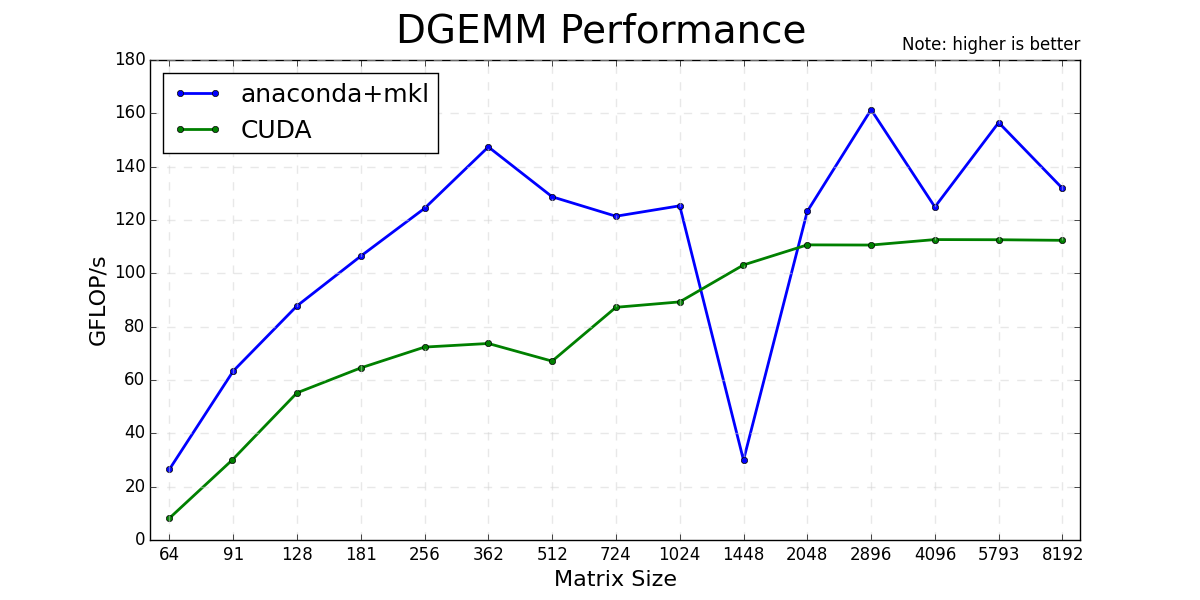 DGEMM Performance
Note: higher is better
anaconda+mkl
CUDA
180
160
140
120
100
80
60
40
20
0
GFLOP/s
64 91 128 181 256 362 512 724 1024 1448 2048 2896 4096 5793 8192
Matrix Size